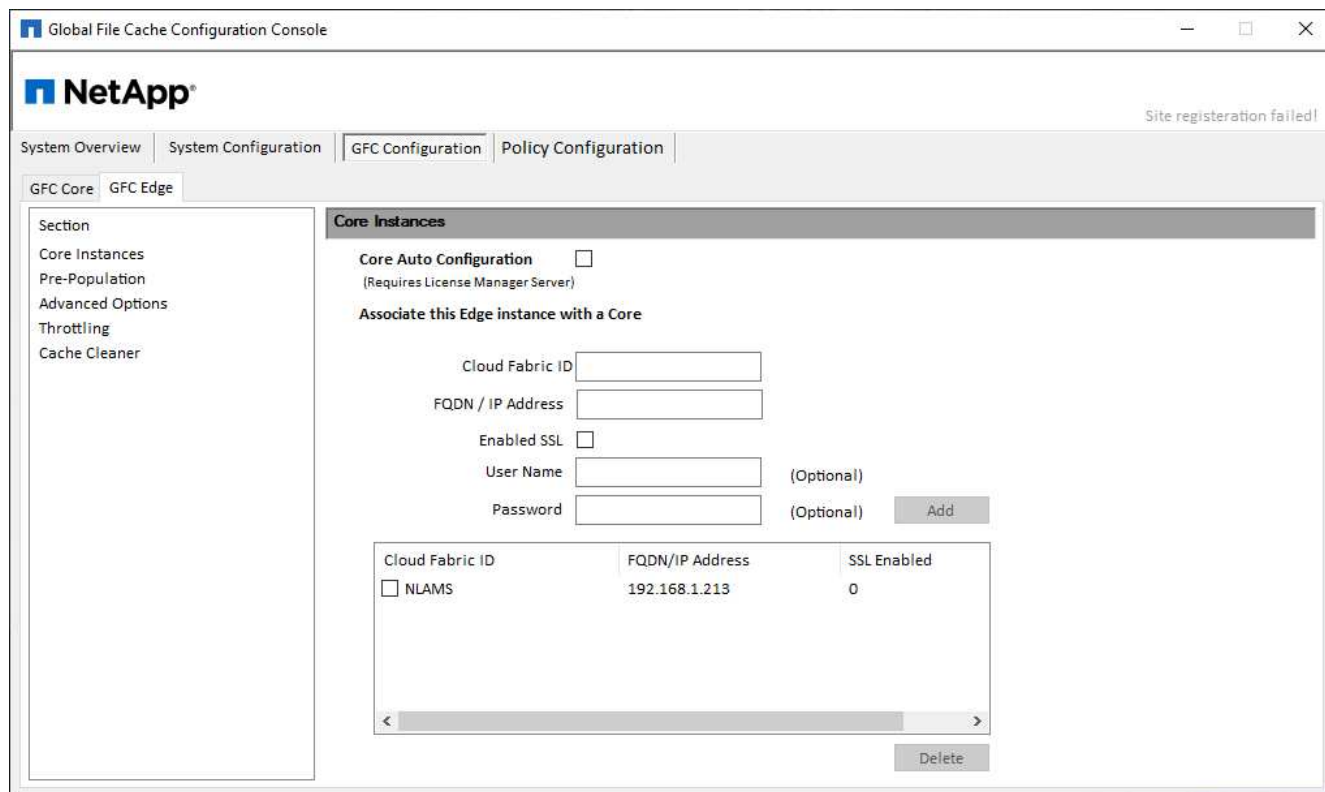 Global File Cache Configuration Console
NetApp®
Site registeration failed!
System Overview System Configuration GFC Configuration Policy Configuration
GFC Core GFC Edge
Section
Core Instances
Pre-Population
Advanced Options
Throttling
Cache Cleaner
Core Instances
Core Auto Configuration
(Requires License Manager Server)
Associate this Edge instance with a Core
Cloud Fabric ID
FQDN / IP Address
Enabled SSL
User Name (Optional)
Password (Optional) Add
Cloud Fabric ID FQDN/IP Address SSL Enabled
NLAMS 192.168.1.213 0
Delete